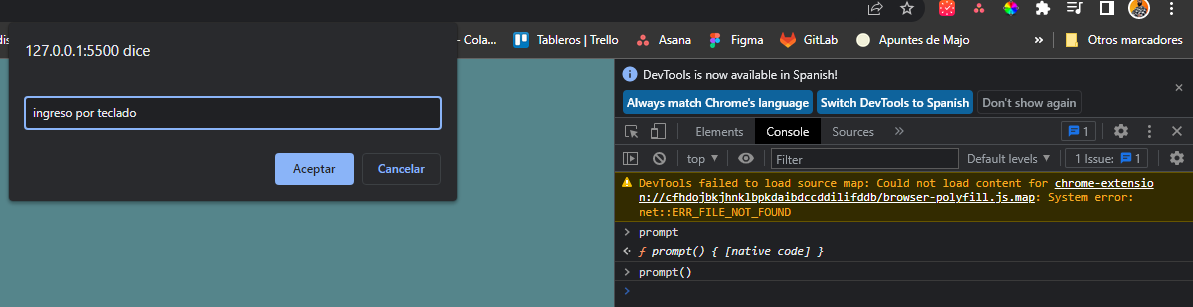 dis
- Cola...
Tableros | Trello
Asana
Figma
GitLab
Apuntes de Majo
»
Otros marcadores
127.0.0.1:5500 dice
ingreso por teclado
Aceptar
Cancelar
DevTools is now available in Spanish!
Always match Chrome's language
Switch DevTools to Spanish
Don't show again
Elements
Console
Sources
»
1
top
Filter
Default levels
1 Issue:
1
DevTools failed to load source map: Could not load content for chrome-extensio
n://cfhdojbkjhnklbpkdaibdccddilifddb/browser-polyfill.js.map: System error:
net::ERR_FILE_NOT_FOUND
> prompt
ƒ prompt() { [native code] }
> prompt()
>